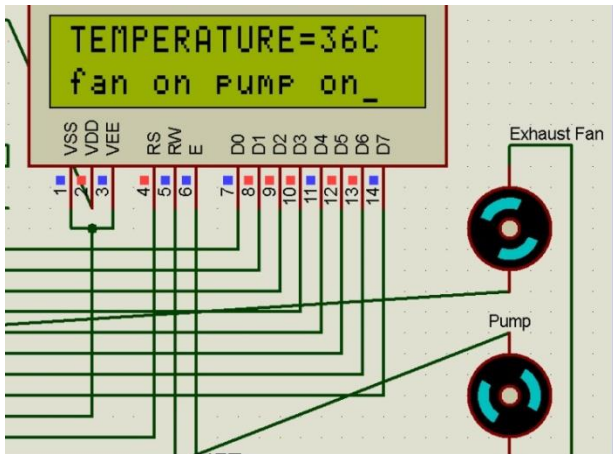 TEMPERATURE=36C
fan on pump on_
VSS VDD VEE RS RW E D0 D1 D2 D3 D4 D5 D6 D7
1 2 3 4 5 6 7 8 9 10 11 12 13 14
Exhaust Fan
Pump